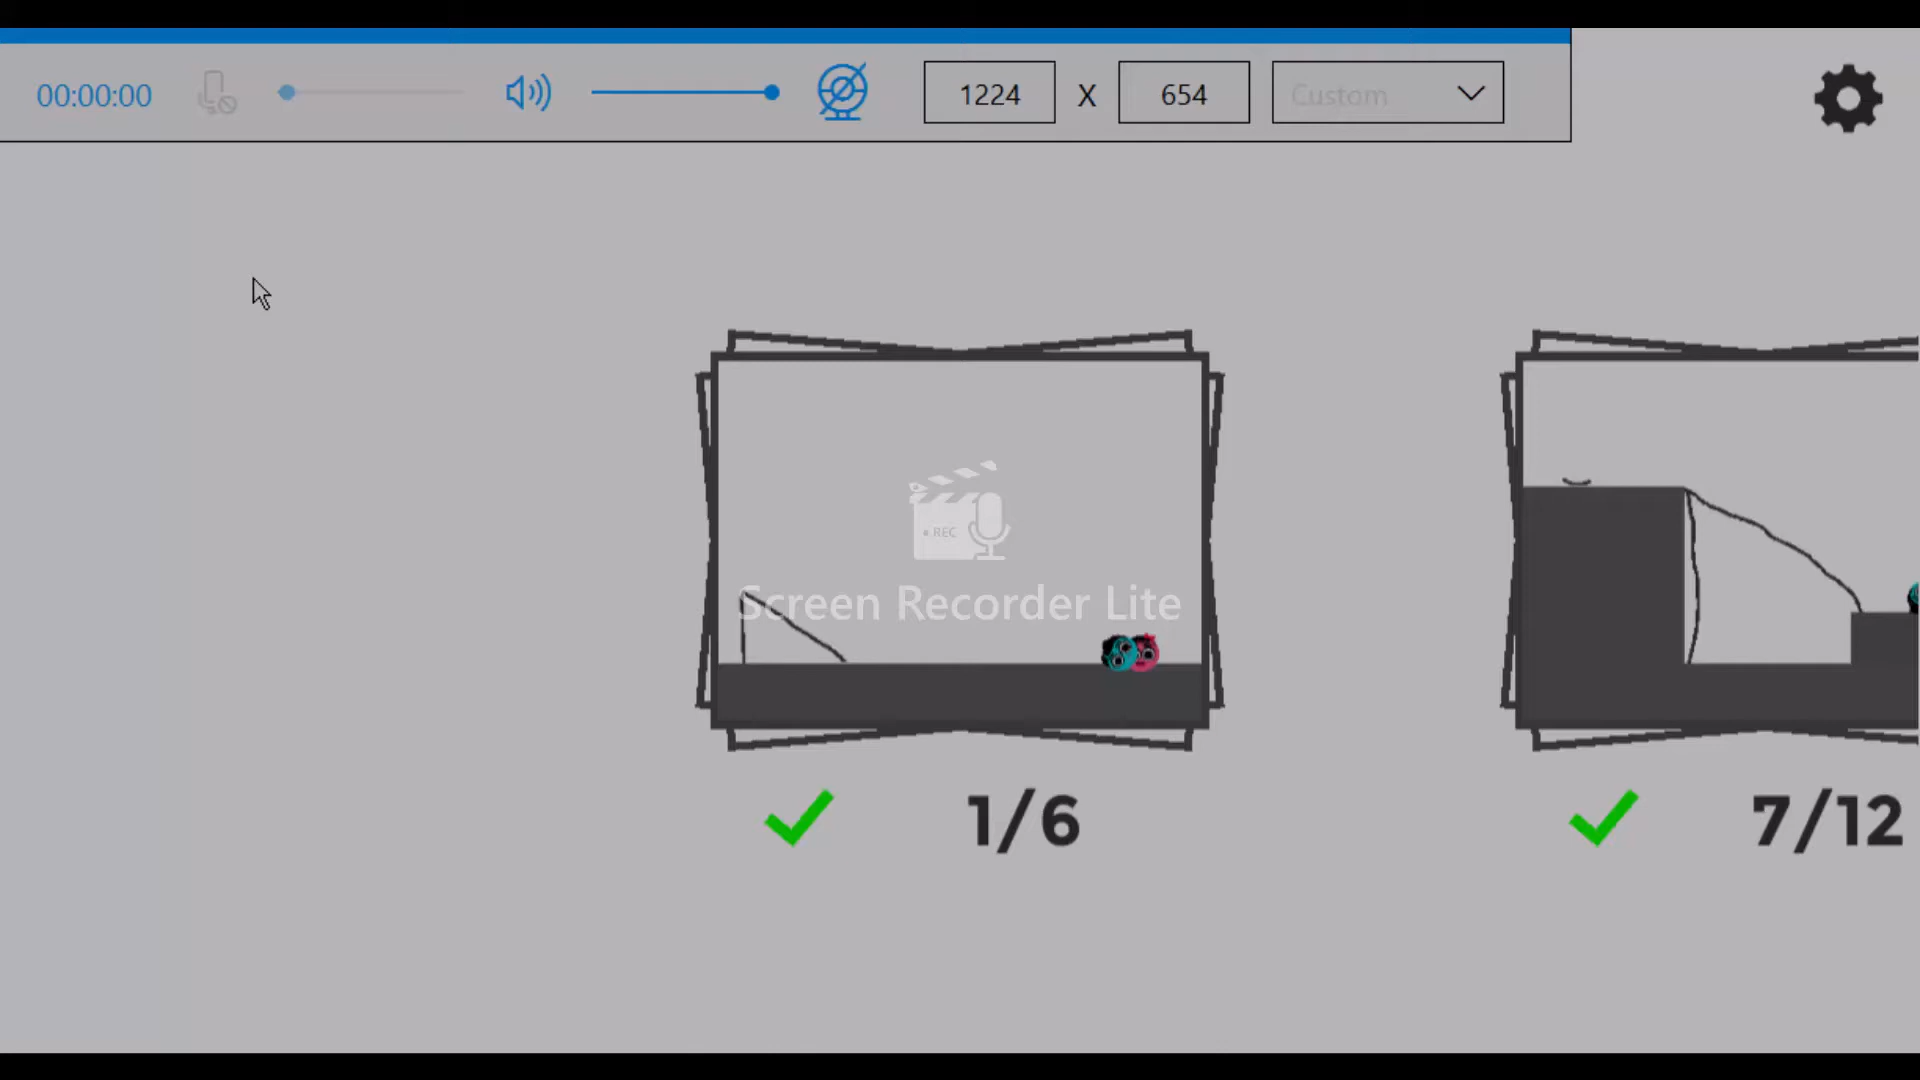 00:00:00
1224 X 654 Custom
REC
Screen Recorder Lite
1/6
7/12